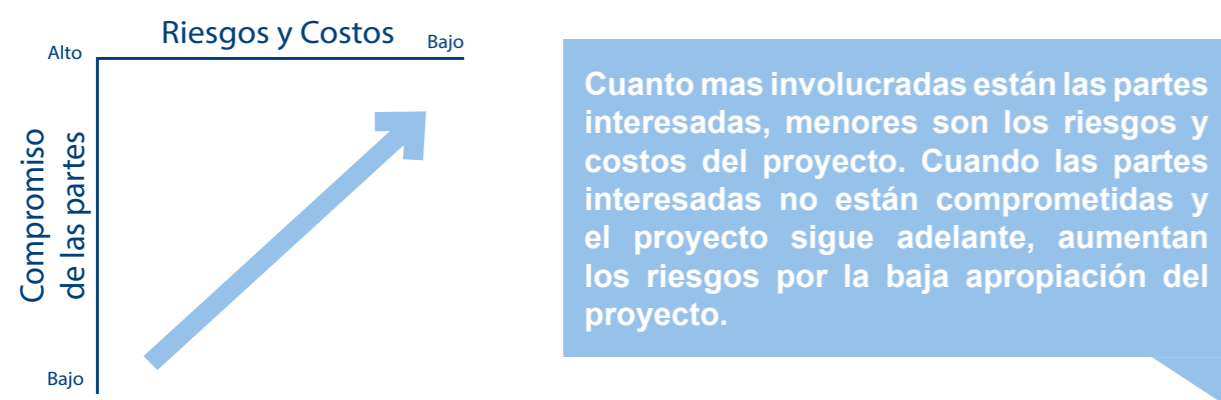 Riesgos y Costos
Alto
Bajo
Compromiso
de las partes
Bajo
Cuanto mas involucradas están las partes
interesadas, menores son los riesgos y
costos del proyecto. Cuando las partes
interesadas no están comprometidas y
el proyecto sigue adelante, aumentan
los riesgos por la baja apropiación del
proyecto.